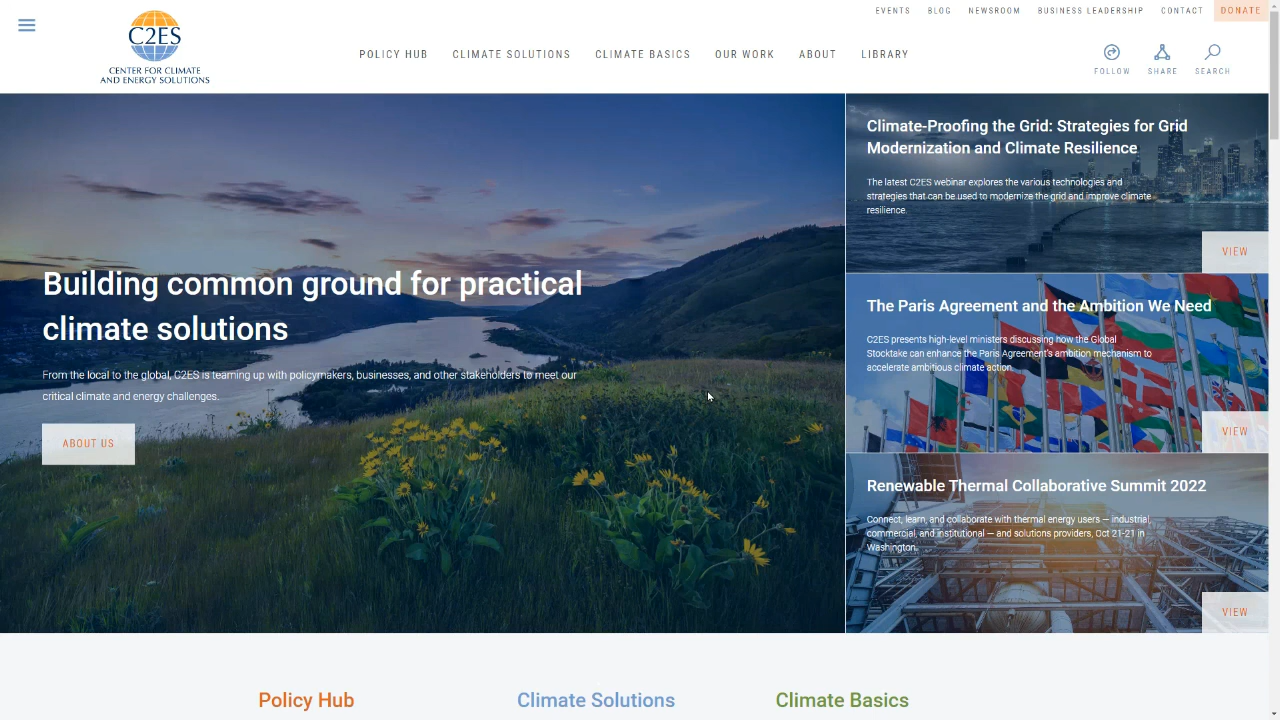 EVENTS BLOG NEWSROOM BUSINESS LEADERSHIP CONTACT DONATE
C2ES
CENTER FOR CLIMATE
AND ENERGY SOLUTIONS
POLICY HUB CLIMATE SOLUTIONS CLIMATE BASICS OUR WORK ABOUT LIBRARY
FOLLOW SHARE SEARCH
Building common ground for practical
climate solutions
From the local to the global, C2ES is teaming up with policymakers, businesses, and other stakeholders to meet our
critical climate and energy challenges.
ABOUT US
Climate-Proofing the Grid: Strategies for Grid
Modernization and Climate Resilience
The latest C2ES webinar explores the various technologies and
strategies that can be used to modernize the grid and improve climate
resilience.
VIEW
The Paris Agreement and the Ambition We Need
C2ES presents high-level ministers discussing how the Global
Stocktake can enhance the Paris Agreement's ambition mechanism to
accelerate ambitious climate action.
VIEW
Renewable Thermal Collaborative Summit 2022
Connect, learn, and collaborate with thermal energy users — industrial,
commercial, and institutional — and solutions providers, Oct 21-21 in
Washington.
VIEW
Policy Hub Climate Solutions Climate Basics